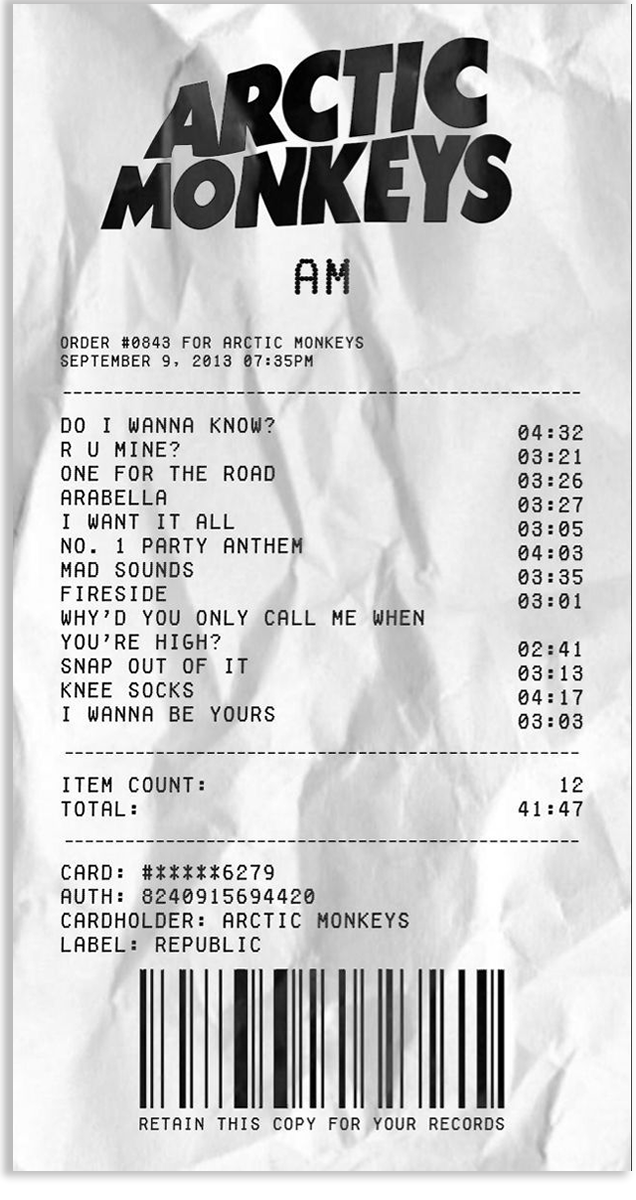 ARCTIC
MONKEYS
AM
ORDER #0843 FOR ARCTIC MONKEYS
SEPTEMBER 9, 2013 07:35PM
DO I WANNA KNOW? 04:32
R U MINE? 03:21
ONE FOR THE ROAD 03:26
ARABELLA 03:27
I WANT IT ALL 03:05
NO. 1 PARTY ANTHEM 04:03
MAD SOUNDS 03:35
FIRESIDE 03:01
WHY'D YOU ONLY CALL ME WHEN
YOU'RE HIGH? 02:41
SNAP OUT OF IT 03:13
KNEE SOCKS 04:17
I WANNA BE YOURS 03:03
ITEM COUNT: 12
TOTAL: 41:47
CARD: #*****6279
AUTH: 8240915694420
CARDHOLDER: ARCTIC MONKEYS
LABEL: REPUBLIC
RETAIN THIS COPY FOR YOUR RECORDS